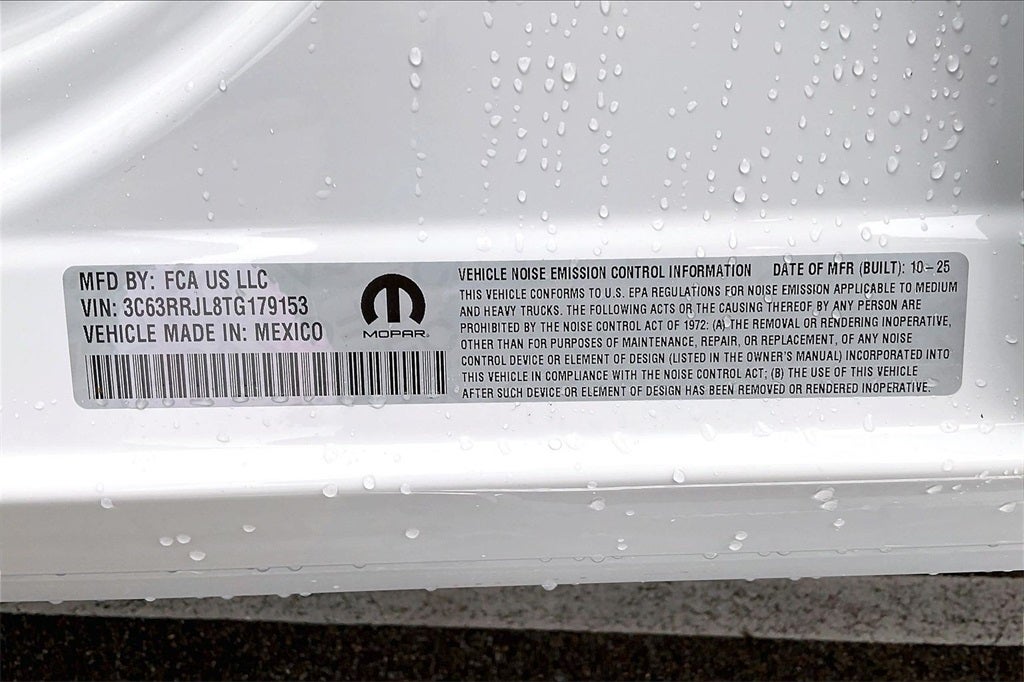 MFD BY: FCA US LLC
VIN: 3C63RRJL8TG179153
VEHICLE MADE IN: MEXICO
MOPAR®
VEHICLE NOISE EMISSION CONTROL INFORMATION DATE OF MFR (BUILT): 10-25
THIS VEHICLE CONFORMS TO U.S. EPA REGULATIONS FOR NOISE EMISSION APPLICABLE TO MEDIUM
AND HEAVY TRUCKS. THE FOLLOWING ACTS OR THE CAUSING THEREOF BY ANY PERSON ARE
PROHIBITED BY THE NOISE CONTROL ACT OF 1972: (A) THE REMOVAL OR RENDERING INOPERATIVE,
OTHER THAN FOR PURPOSES OF MAINTENANCE, REPAIR, OR REPLACEMENT, OF ANY NOISE
CONTROL DEVICE OR ELEMENT OF DESIGN (LISTED IN THE OWNER'S MANUAL) INCORPORATED INTO
THIS VEHICLE IN COMPLIANCE WITH THE NOISE CONTROL ACT; (B) THE USE OF THIS VEHICLE
AFTER SUCH DEVICE OR ELEMENT OF DESIGN HAS BEEN REMOVED OR RENDERED INOPERATIVE.